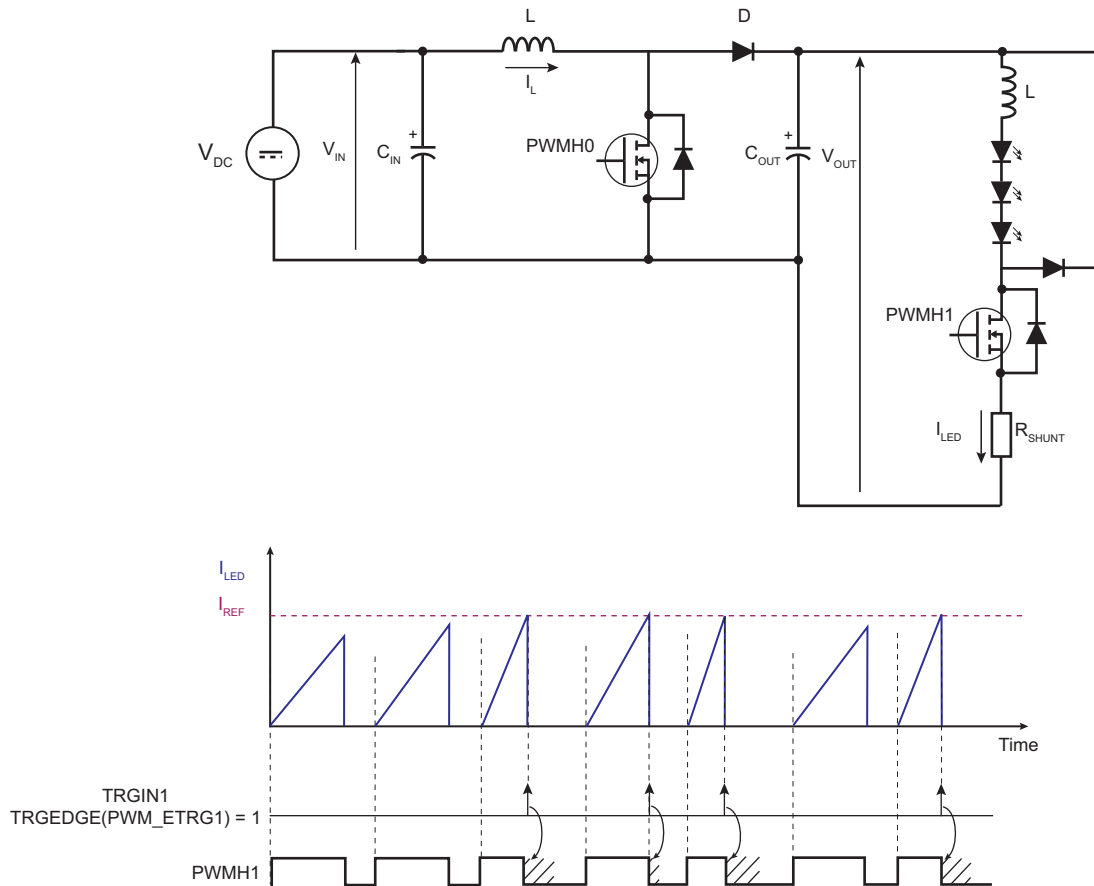 L
D
I_L
V_DC
V_IN
+
C_IN
PWMH0
+
C_OUT
V_OUT
L
PWMH1
I_LED
R_SHUNT
I_LED
I_REF
Time
TRGIN1
TRGEDGE(PWM_ETRG1) = 1
PWMH1